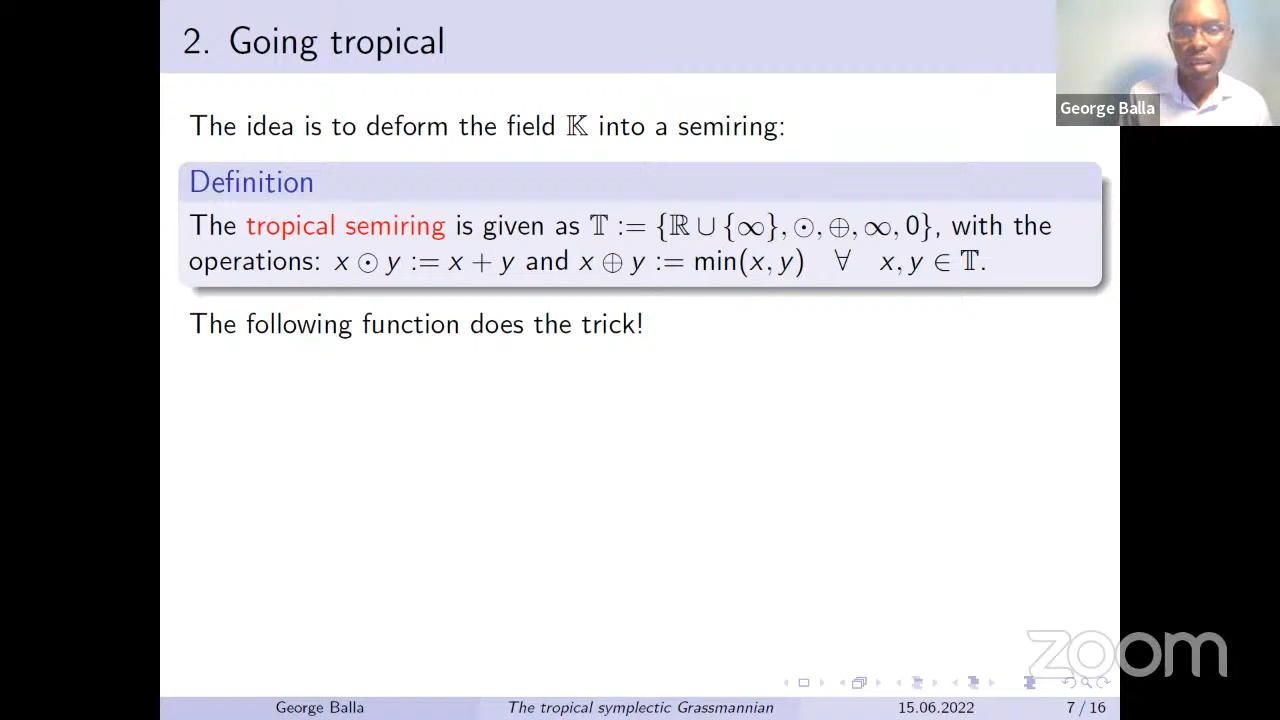 2. Going tropical
George Balla
The idea is to deform the field 𝕂 into a semiring:
Definition
The tropical semiring is given as 𝕋 := {ℝ ∪ {∞}, ⊙, ⊕, ∞, 0}, with the
operations: x ⊙ y := x + y and x ⊕ y := min(x, y) ∀ x, y ∈ 𝕋.
The following function does the trick!
zoom
George Balla The tropical symplectic Grassmannian 15.06.2022 7 / 16